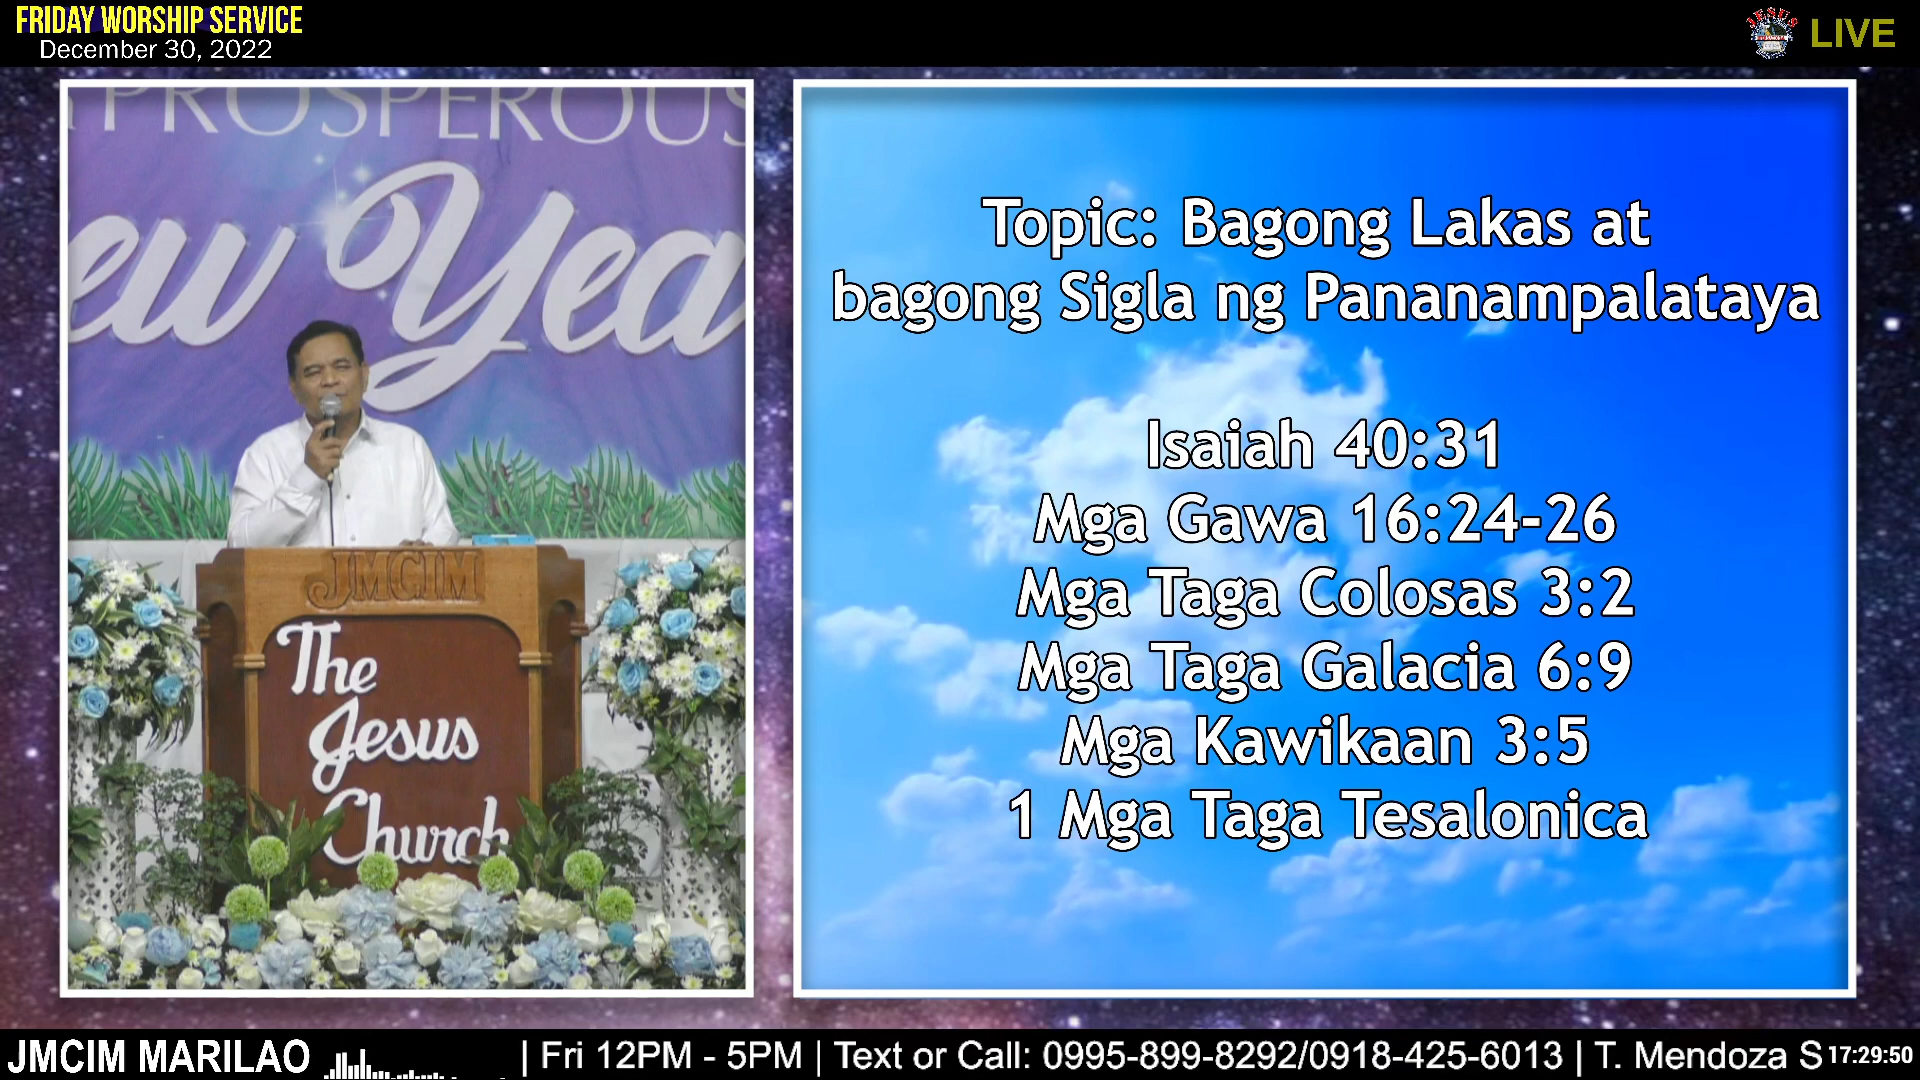 FRIDAY WORSHIP SERVICE
December 30, 2022
JESUS
LIVE
PROSPEROUS
ew Yea
JMCIM
The
Jesus
Church
Topic: Bagong Lakas at
bagong Sigla ng Pananampalataya
Isaiah 40:31
Mga Gawa 16:24-26
Mga Taga Colosas 3:2
Mga Taga Galacia 6:9
Mga Kawikaan 3:5
1 Mga Taga Tesalonica
JMCIM MARILAO | Fri 12PM - 5PM | Text or Call: 0995-899-8292/0918-425-6013 | T. Mendoza S 17:29:50